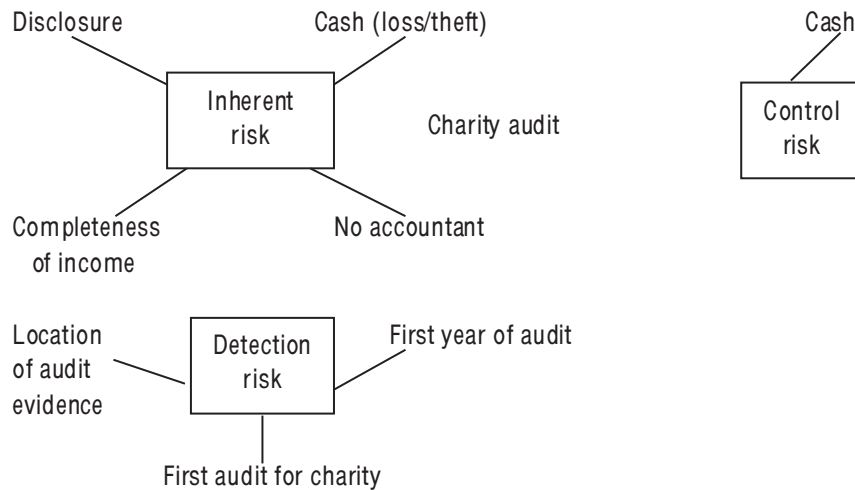 Disclosure
Cash (loss/theft)
Cash
Inherent
risk
Charity audit
Control
risk
Completeness
of income
No accountant
Location
of audit
evidence
Detection
risk
First year of audit
First audit for charity